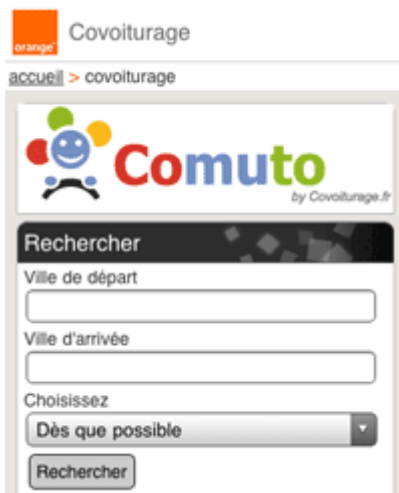 orange Covoiturage
accueil > covoiturage
Comuto
by Covoiturage.fr
Rechercher
Ville de départ
Ville d'arrivée
Choisissez
Dès que possible
Rechercher